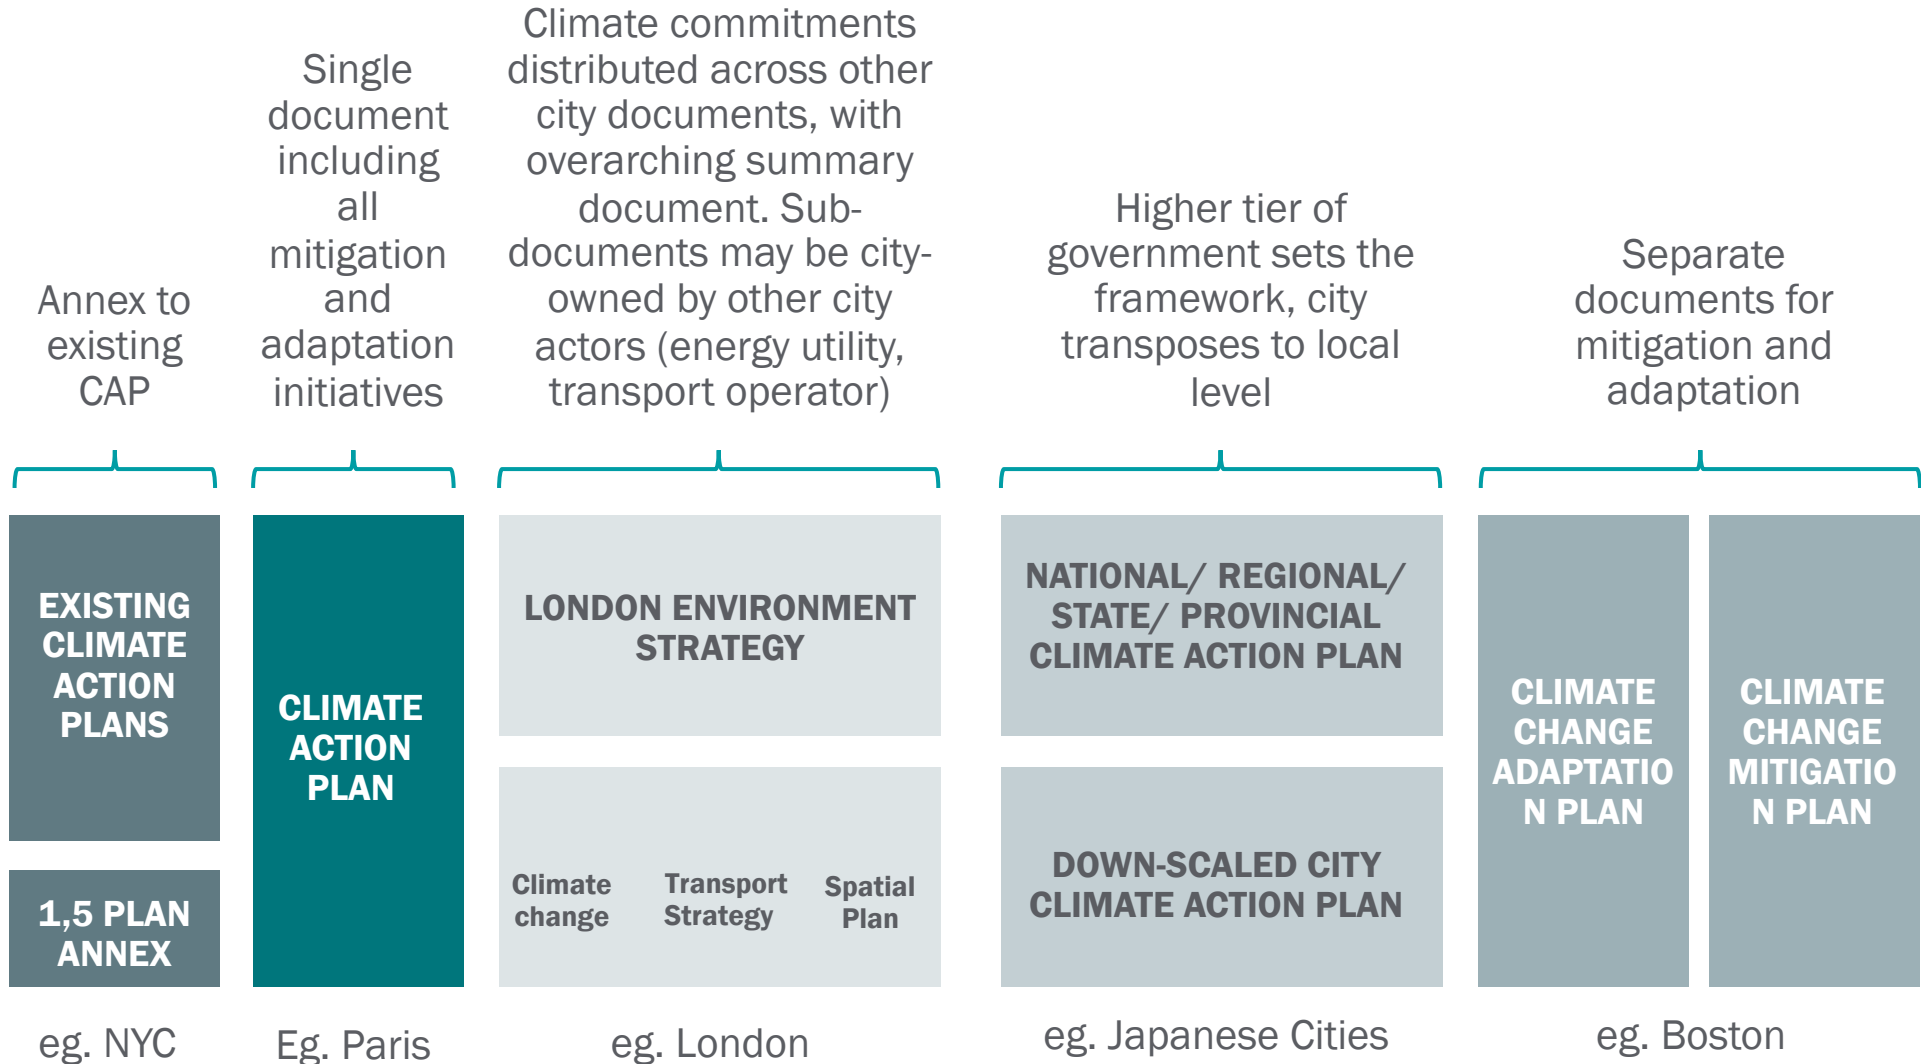 Annex to
existing
CAP
Single
document
including
all
mitigation
and
adaptation
initiatives
Climate commitments
distributed across other
city documents, with
overarching summary
document. Sub-
documents may be city-
owned by other city
actors (energy utility,
transport operator)
Higher tier of
government sets the
framework, city
transposes to local
level
Separate
documents for
mitigation and
adaptation
EXISTING
CLIMATE
ACTION
PLANS
1,5 PLAN
ANNEX
CLIMATE
ACTION
PLAN
LONDON ENVIRONMENT
STRATEGY
Climate
change
Transport
Strategy
Spatial
Plan
NATIONAL/ REGIONAL/
STATE/ PROVINCIAL
CLIMATE ACTION PLAN
DOWN-SCALED CITY
CLIMATE ACTION PLAN
CLIMATE
CHANGE
ADAPTATIO
N PLAN
CLIMATE
CHANGE
MITIGATIO
N PLAN
eg. NYC
Eg. Paris
eg. London
eg. Japanese Cities
eg. Boston